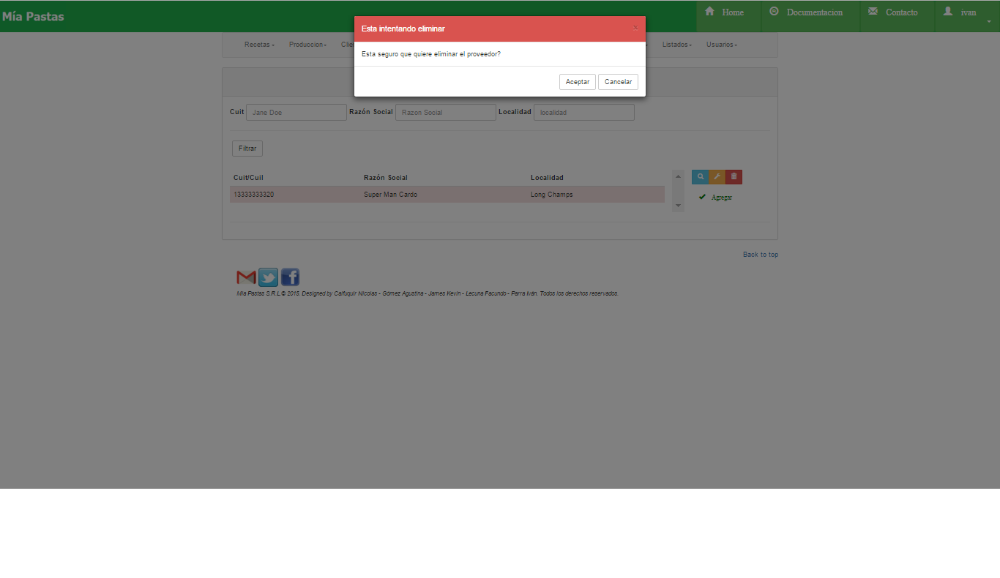 Mía Pastas
Home
Documentacion
Contacto
ivan
Esta intentando eliminar
×
Recetas
Produccion
Clie
Listados
Usuarios
Esta seguro que quiere eliminar el proveedor?
Aceptar
Cancelar
Cuit
Jane Doe
Razón Social
Razon Social
Localidad
localidad
Filtrar
Cuit/Cuil
Razón Social
Localidad
13333333320
Super Man Cardo
Long Champs
Agregar
Back to top
Mía Pastas S.R.L.© 2015. Designed by Calfuquir Nicolas - Gómez Agustina - James Kevin - Lecuna Facundo - Parra Iván. Todos los derechos reservados.